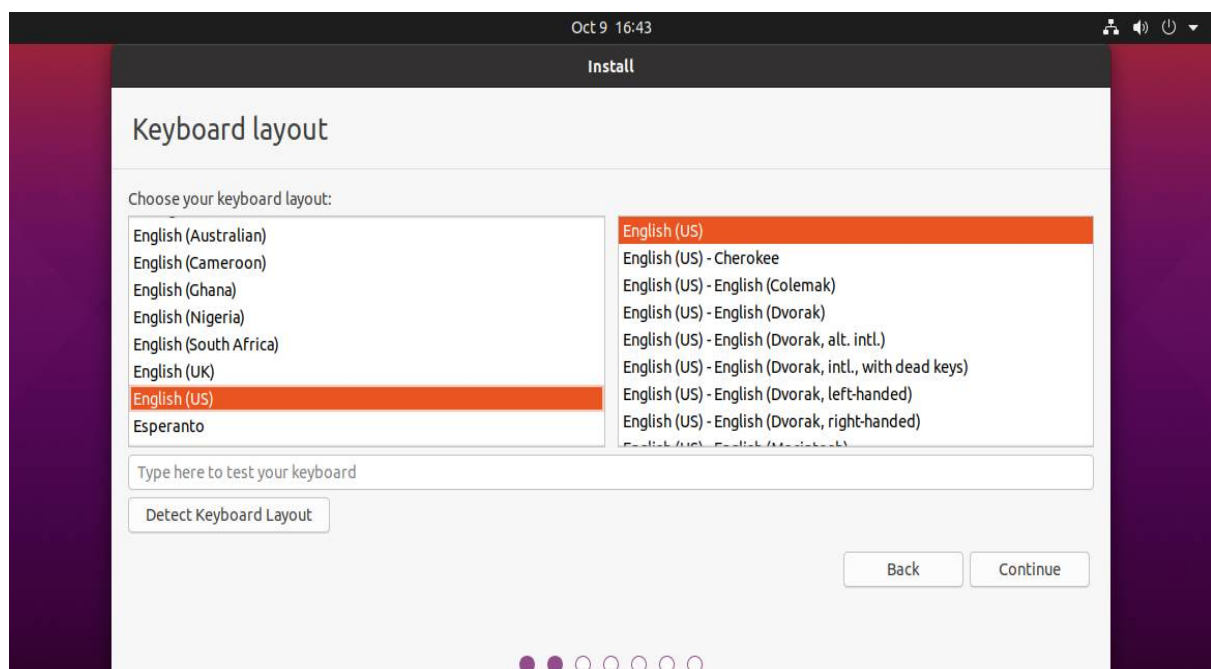 Oct 9 16:43
Install
Keyboard layout
Choose your keyboard layout:
English (Australian)
English (Cameroon)
English (Ghana)
English (Nigeria)
English (South Africa)
English (UK)
English (US)
Esperanto
English (US)
English (US) - Cherokee
English (US) - English (Colemak)
English (US) - English (Dvorak)
English (US) - English (Dvorak, alt. intl.)
English (US) - English (Dvorak, intl., with dead keys)
English (US) - English (Dvorak, left-handed)
English (US) - English (Dvorak, right-handed)
English (US) - English (Macintosh)
Type here to test your keyboard
Detect Keyboard Layout
Back
Continue